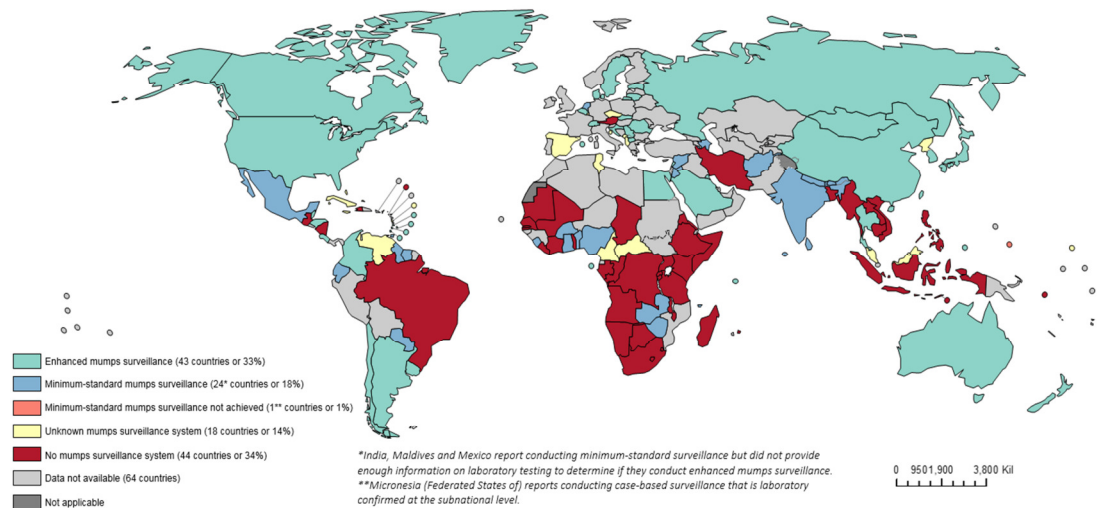 Enhanced mumps surveillance (43 countries or 33%)
Minimum-standard mumps surveillance (24* countries or 18%)
Minimum-standard mumps surveillance not achieved (1** countries or 1%)
Unknown mumps surveillance system (18 countries or 14%)
No mumps surveillance system (44 countries or 34%)
Data not available (64 countries)
Not applicable
*India, Maldives and Mexico report conducting minimum-standard surveillance but did not provide
enough information on laboratory testing to determine if they conduct enhanced mumps surveillance.
**Micronesia (Federated States of) reports conducting case-based surveillance that is laboratory
confirmed at the subnational level.
0 9501,900 3,800 Kil